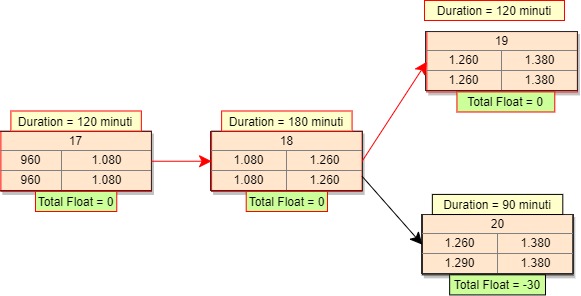 Duration = 120 minuti
17
960 1.080
960 1.080
Total Float = 0
Duration = 180 minuti
18
1.080 1.260
1.080 1.260
Total Float = 0
Duration = 120 minuti
19
1.260 1.380
1.260 1.380
Total Float = 0
Duration = 90 minuti
20
1.260 1.380
1.290 1.380
Total Float = -30